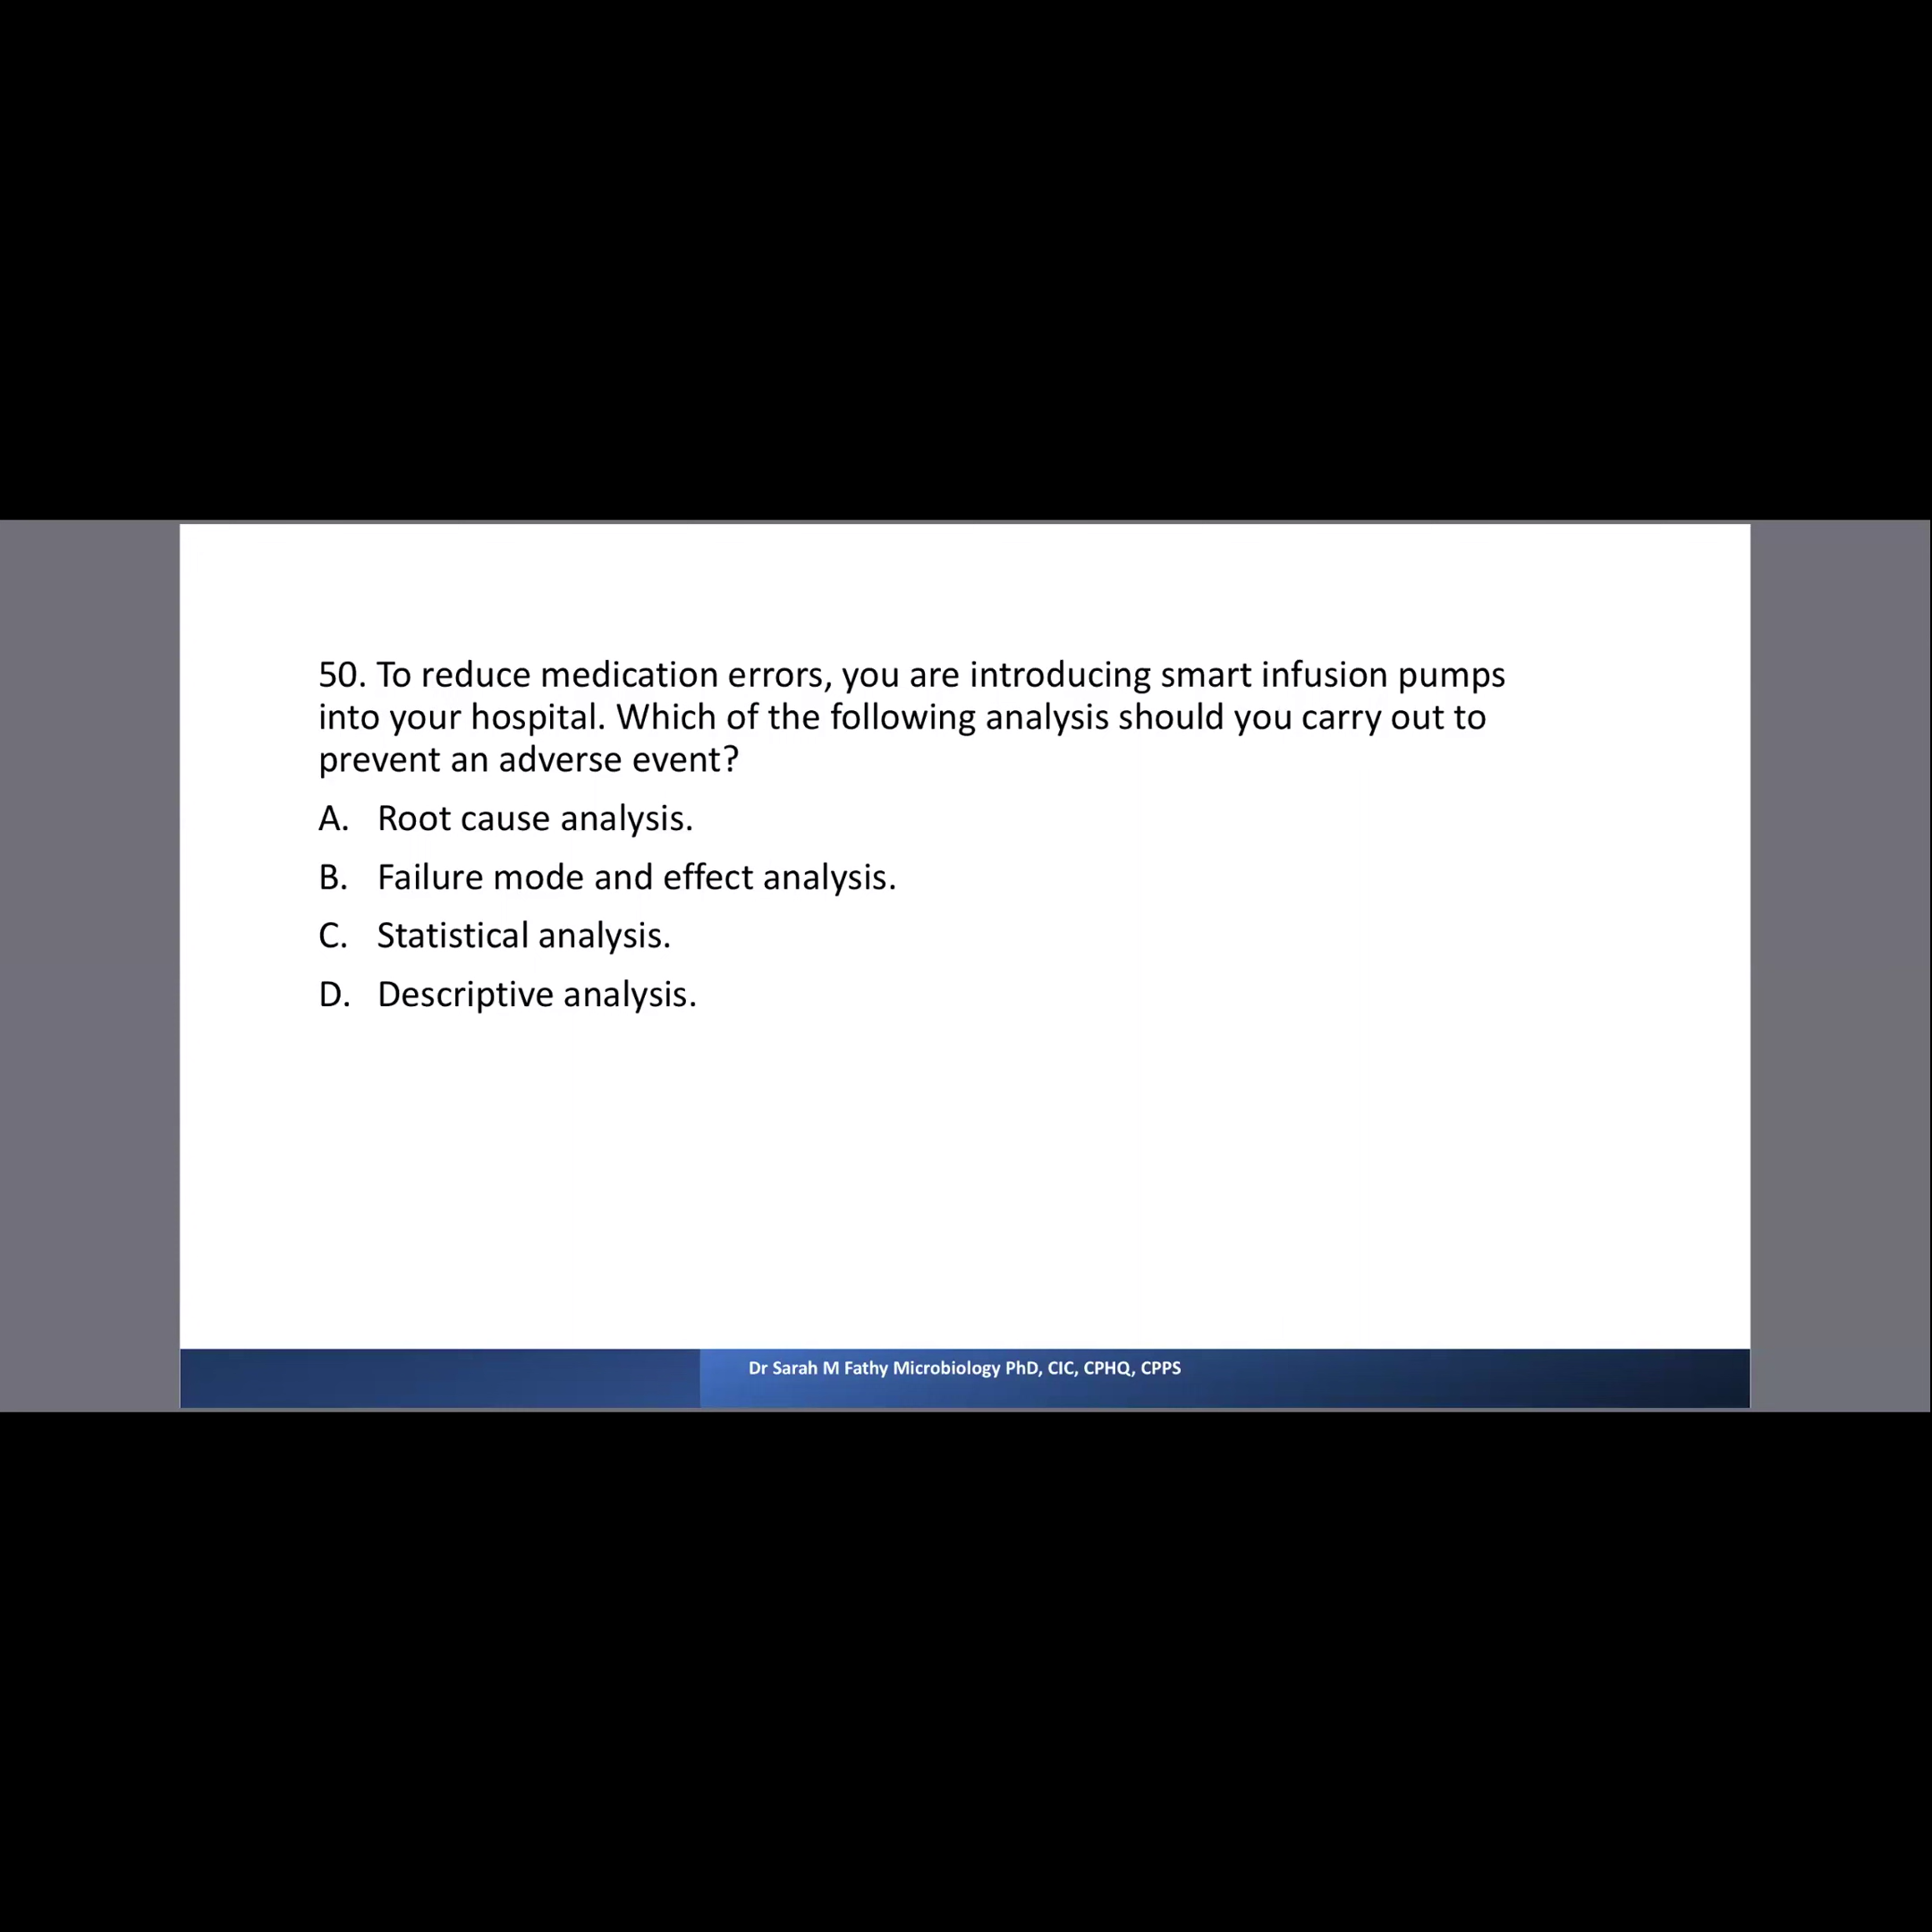 50. To reduce medication errors, you are introducing smart infusion pumps
into your hospital. Which of the following analysis should you carry out to
prevent an adverse event?
A. Root cause analysis.
B. Failure mode and effect analysis.
C. Statistical analysis.
D. Descriptive analysis.
Dr Sarah M Fathy Microbiology PhD, CIC, CPHQ, CPPS